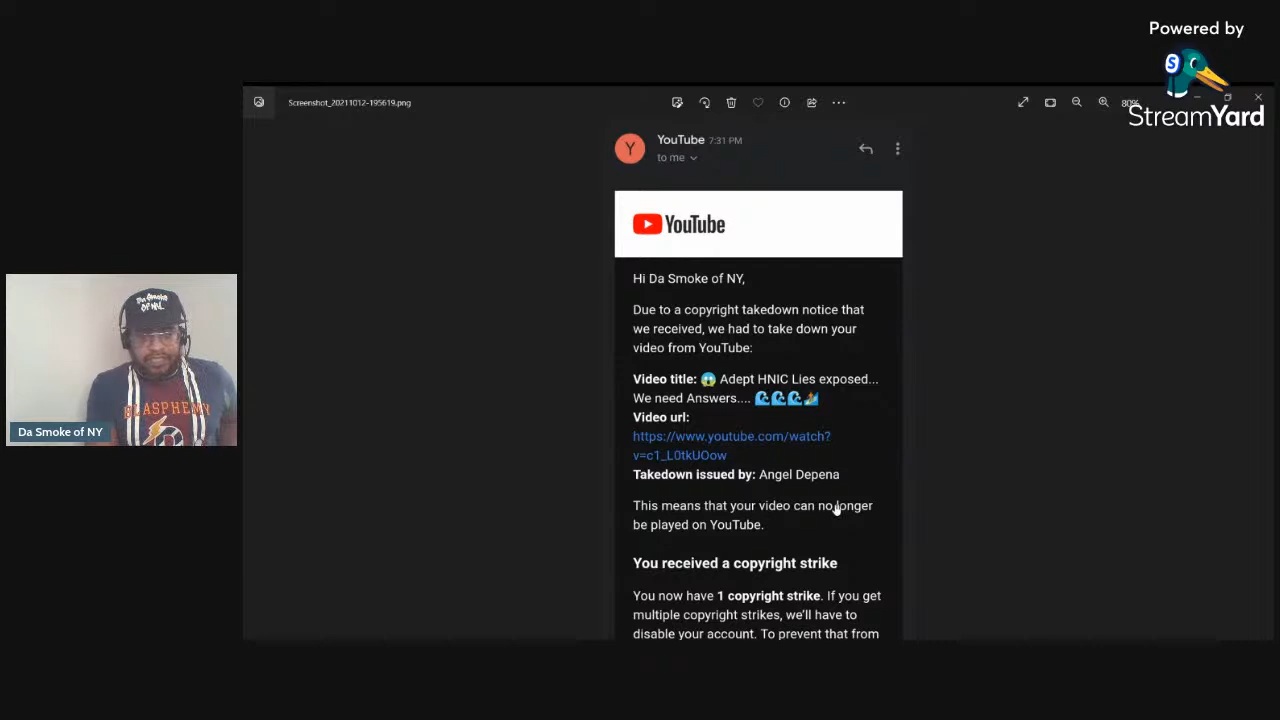 Powered by
S
StreamYard
Screenshot_20211012-195619.png
80%
Y
YouTube 7:31 PM
to me
YouTube
Hi Da Smoke of NY,
Due to a copyright takedown notice that
we received, we had to take down your
video from YouTube:
Video title: 😱 Adept HNIC Lies exposed...
We need Answers.... 🌊🌊🌊🏄
Video url:
https://www.youtube.com/watch?
v=c1_L0tkUOow
Takedown issued by: Angel Depena
This means that your video can no longer
be played on YouTube.
You received a copyright strike
You now have 1 copyright strike. If you get
multiple copyright strikes, we'll have to
disable your account. To prevent that from
Da Smoke
OF NY.
BLASPHEMY
Da Smoke of NY